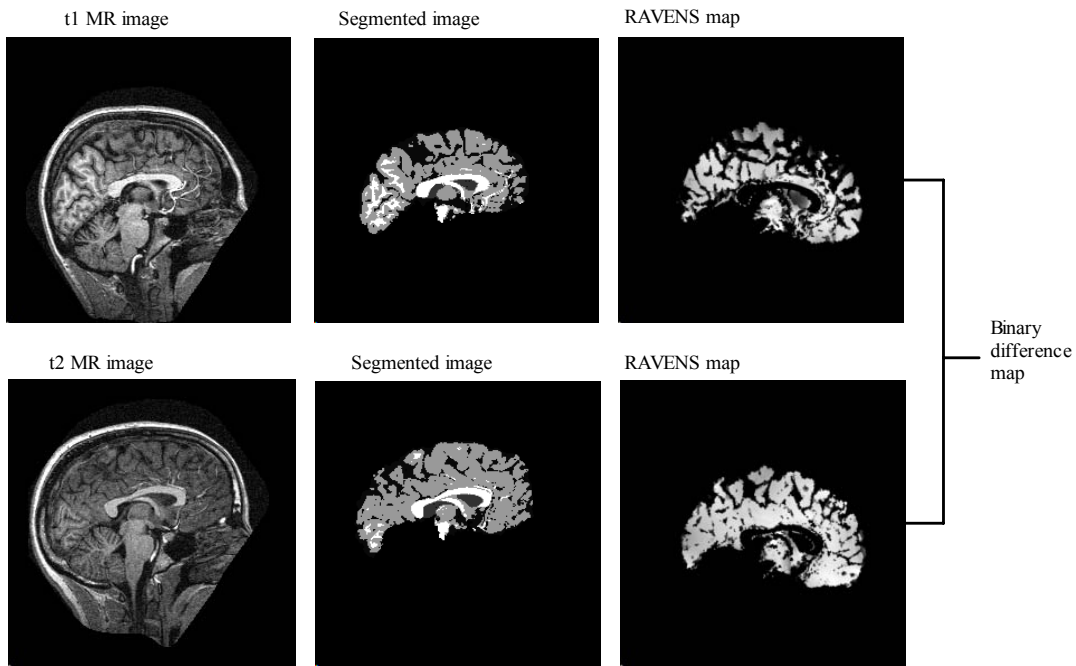 t1 MR image
Segmented image
RAVENS map
Binary
difference
map
t2 MR image
Segmented image
RAVENS map